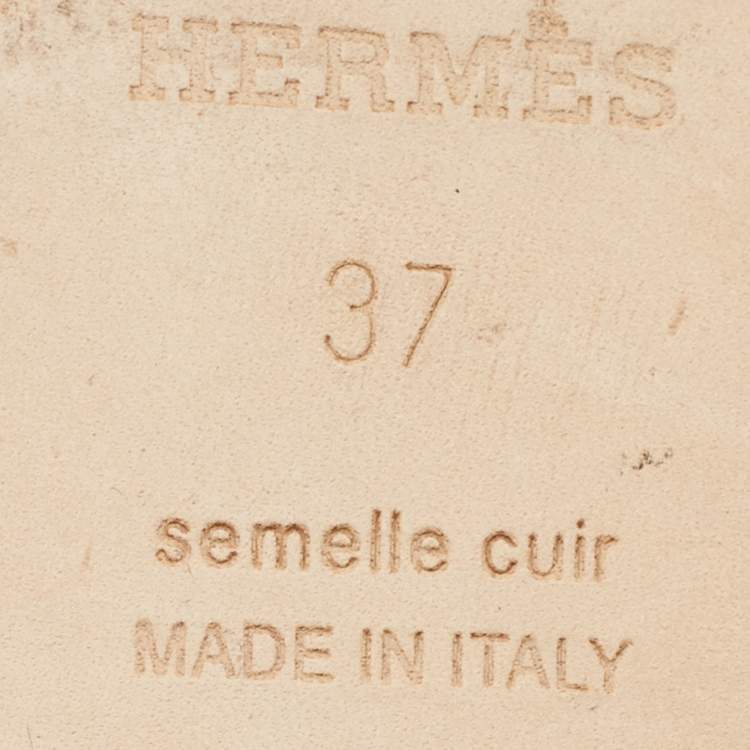 HERMÈS
37
semelle cuir
MADE IN ITALY